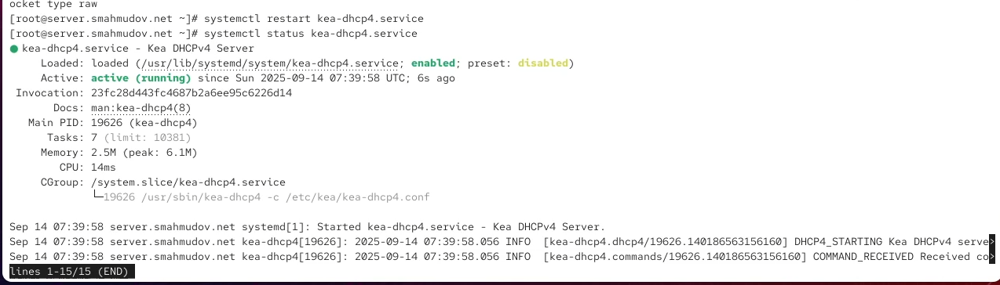 ocket type raw
[root@server.smahmudov.net ~]# systemctl restart kea-dhcp4.service
[root@server.smahmudov.net ~]# systemctl status kea-dhcp4.service
● kea-dhcp4.service - Kea DHCPv4 Server
     Loaded: loaded (/usr/lib/systemd/system/kea-dhcp4.service; enabled; preset: disabled)
     Active: active (running) since Sun 2025-09-14 07:39:58 UTC; 6s ago
 Invocation: 23fc28d443fc4687b2a6ee95c6226d14
       Docs: man:kea-dhcp4(8)
   Main PID: 19626 (kea-dhcp4)
      Tasks: 7 (limit: 10381)
     Memory: 2.5M (peak: 6.1M)
        CPU: 14ms
     CGroup: /system.slice/kea-dhcp4.service
             └─19626 /usr/sbin/kea-dhcp4 -c /etc/kea/kea-dhcp4.conf
Sep 14 07:39:58 server.smahmudov.net systemd[1]: Started kea-dhcp4.service - Kea DHCPv4 Server.
Sep 14 07:39:58 server.smahmudov.net kea-dhcp4[19626]: 2025-09-14 07:39:58.056 INFO  [kea-dhcp4.dhcp4/19626.140186563156160] DHCP4_STARTING Kea DHCPv4 serve>
Sep 14 07:39:58 server.smahmudov.net kea-dhcp4[19626]: 2025-09-14 07:39:58.056 INFO  [kea-dhcp4.commands/19626.140186563156160] COMMAND_RECEIVED Received co>
lines 1-15/15 (END)